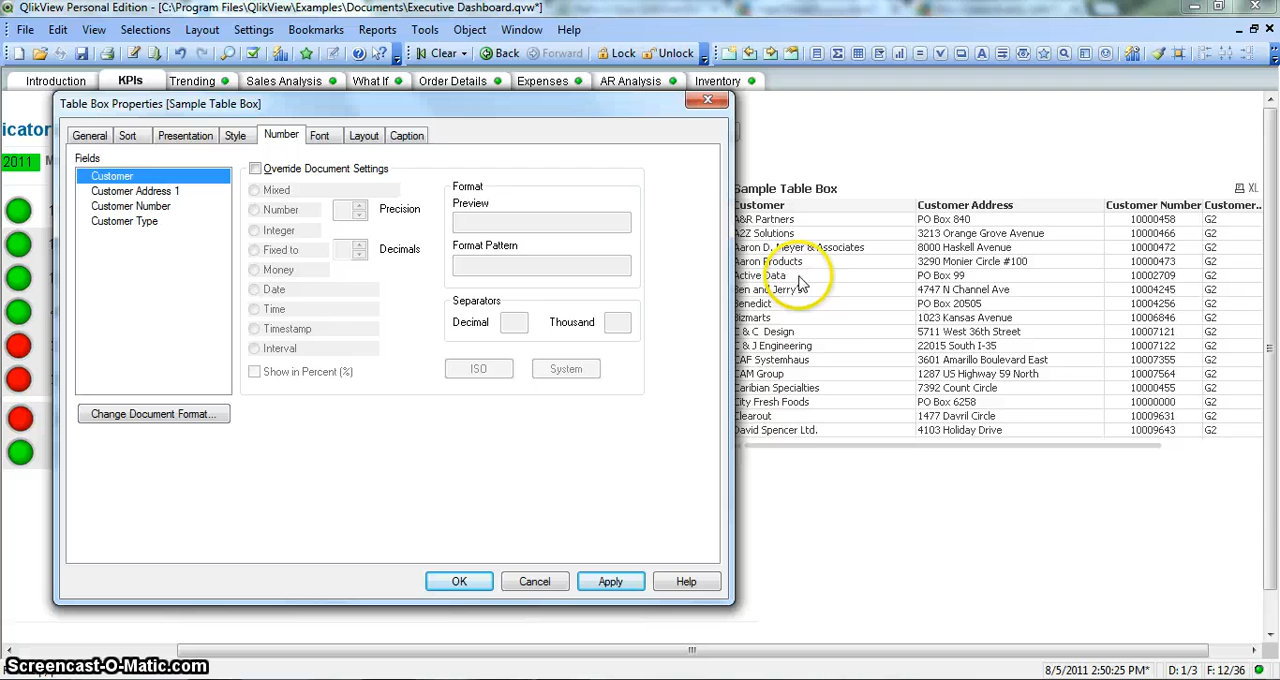 QlikView Personal Edition - [C:\Program Files\QlikView\Examples\Documents\Executive Dashboard.qvw*]
File Edit View Selections Layout Settings Bookmarks Reports Tools Object Window Help
Clear Back Forward Lock Unlock
Introduction KPIs Trending Sales Analysis What If Order Details Expenses AR Analysis Inventory
Table Box Properties [Sample Table Box]
General Sort Presentation Style Number Font Layout Caption
Fields
Customer
Customer Address 1
Customer Number
Customer Type
Change Document Format...
Override Document Settings
Mixed
Number
Precision
Integer
Fixed to
Decimals
Money
Date
Time
Timestamp
Interval
Show in Percent (%)
Format
Preview
Format Pattern
Separators
Decimal Thousand
ISO System
OK Cancel Apply Help
icator
2011
Sample Table Box XL
Customer Customer Address Customer Number Customer...
A&R Partners PO Box 840 10000458 G2
A2Z Solutions 3213 Orange Grove Avenue 10000466 G2
Aaron D. Meyer & Associates 8000 Haskell Avenue 10000472 G2
Aaron Products 3290 Monier Circle #100 10000473 G2
Active Data PO Box 99 10002709 G2
Ben and Jerry's 4747 N Channel Ave 10004245 G2
Benedict PO Box 20505 10004256 G2
Bizmarts 1023 Kansas Avenue 10006846 G2
C & C Design 5711 West 36th Street 10007121 G2
C & J Engineering 22015 South I-35 10007122 G2
CAF Systemhaus 3601 Amarillo Boulevard East 10007355 G2
CAM Group 1287 US Highway 59 North 10007564 G2
Caribian Specialties 7392 Count Circle 10000455 G2
City Fresh Foods PO Box 6258 10000000 G2
Clearout 1477 Davril Circle 10009631 G2
David Spencer Ltd. 4103 Holiday Drive 10009643 G2
Screencast-O-Matic.com
8/5/2011 2:50:25 PM* D: 1/3 F: 12/36